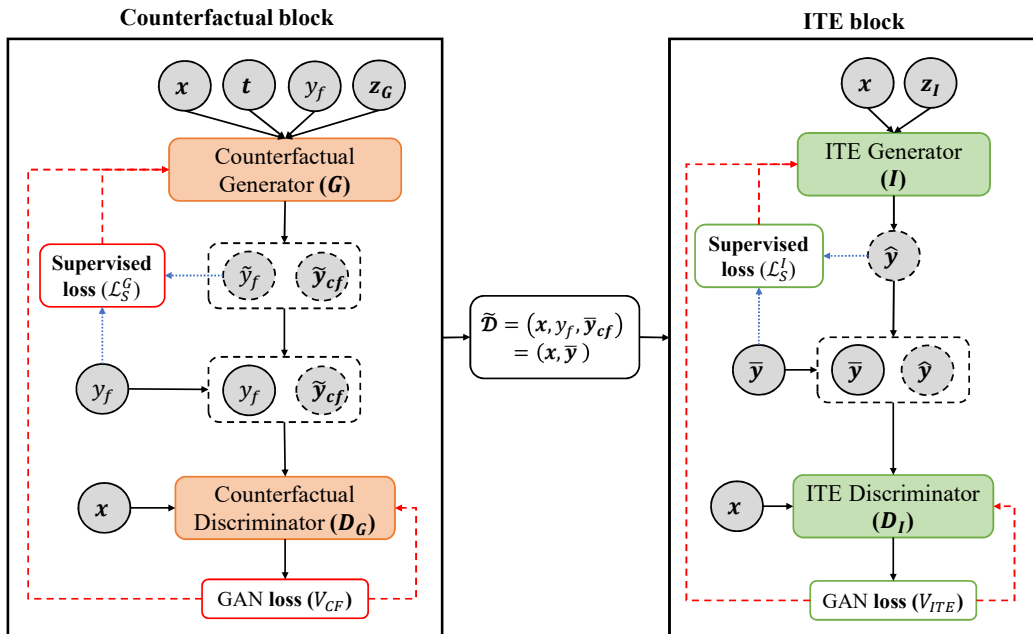 Counterfactual block
x t y_f z_G
Counterfactual
Generator (G)
Supervised
loss (ℒ_S^G)
ỹ_f ỹ_cf
y_f
y_f ỹ_cf
x
Counterfactual
Discriminator (D_G)
GAN loss (V_CF)
𝒟̃ = (x, y_f, ȳ_cf)
= (x, ȳ )
ITE block
x z_I
ITE Generator
(I)
Supervised
loss (ℒ_S^I)
ŷ
ȳ
ȳ ŷ
x
ITE Discriminator
(D_I)
GAN loss (V_ITE)